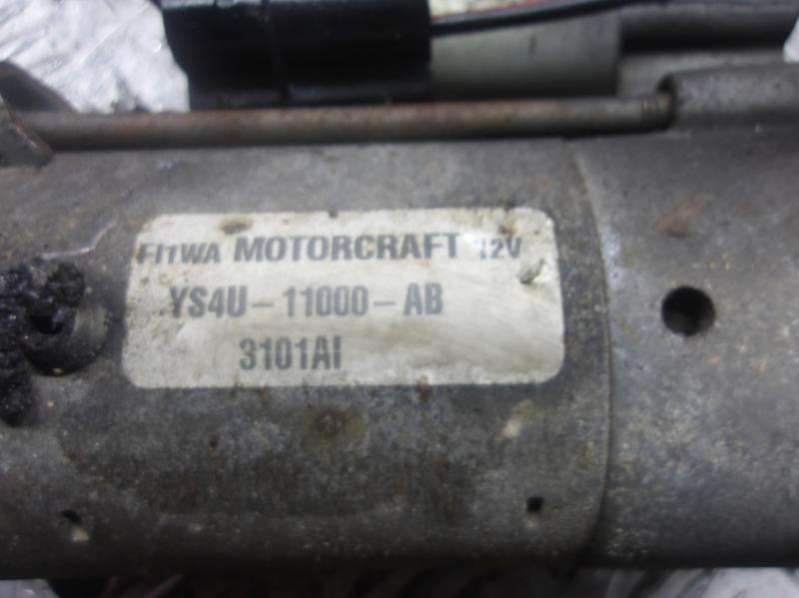 FITWA MOTORCRAFT 12V
YS4U-11000-AB
3101AI